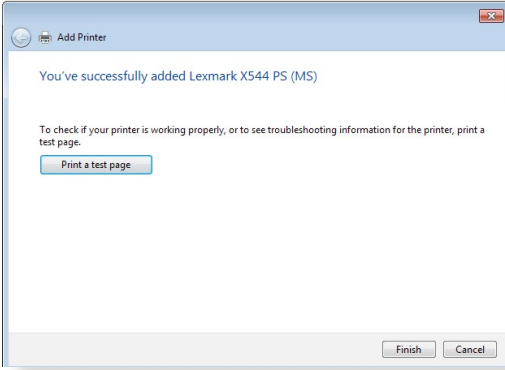 Add Printer
You've successfully added Lexmark X544 PS (MS)
To check if your printer is working properly, or to see troubleshooting information for the printer, print a
test page.
Print a test page
Finish Cancel